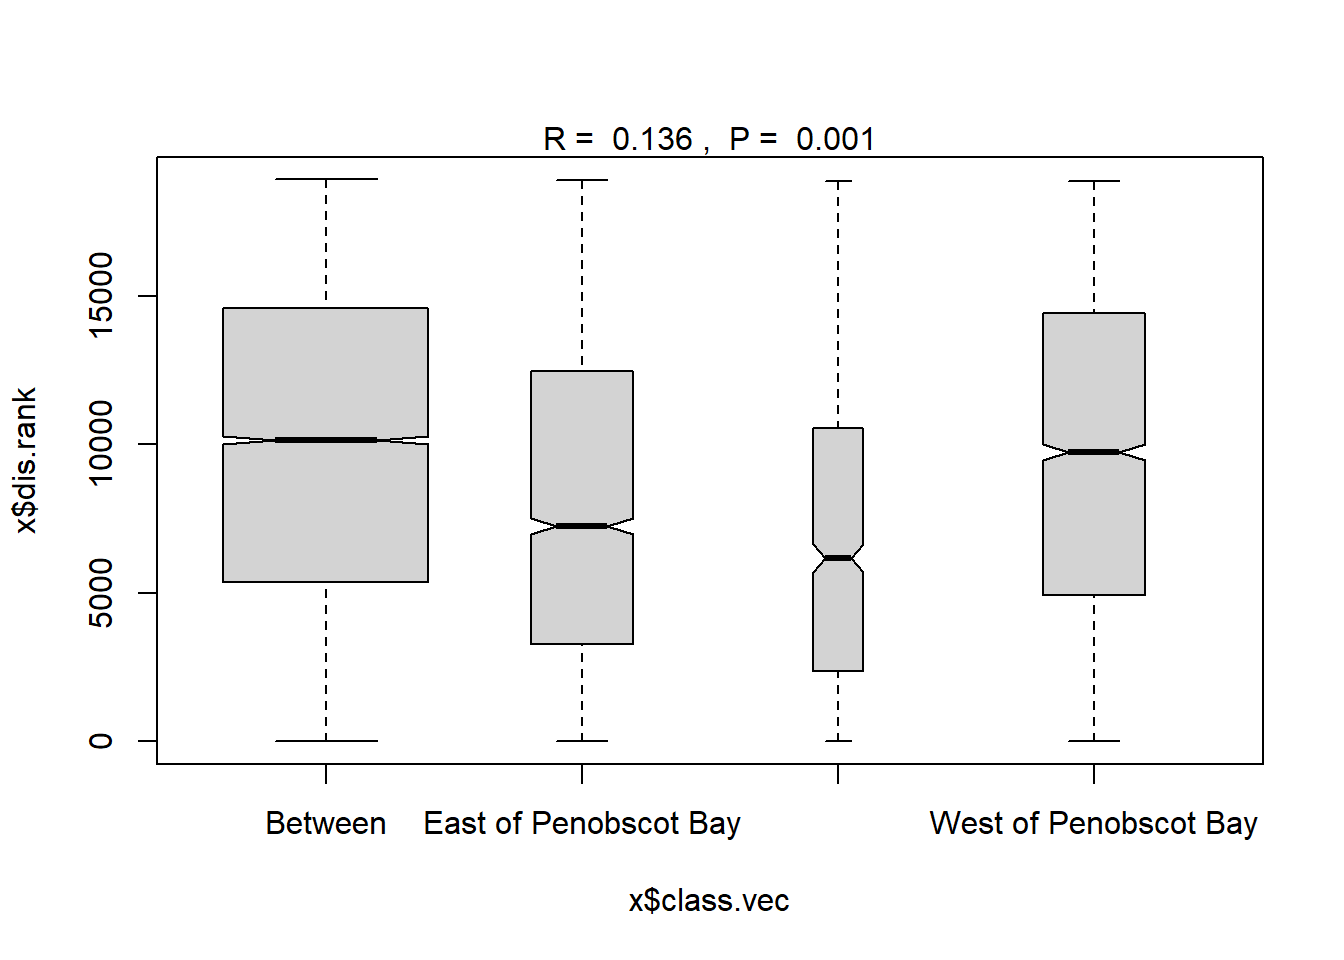 R =  0.136 ,  P =  0.001
x$dis.rank
15000
10000
5000
0
Between
East of Penobscot Bay
West of Penobscot Bay
x$class.vec